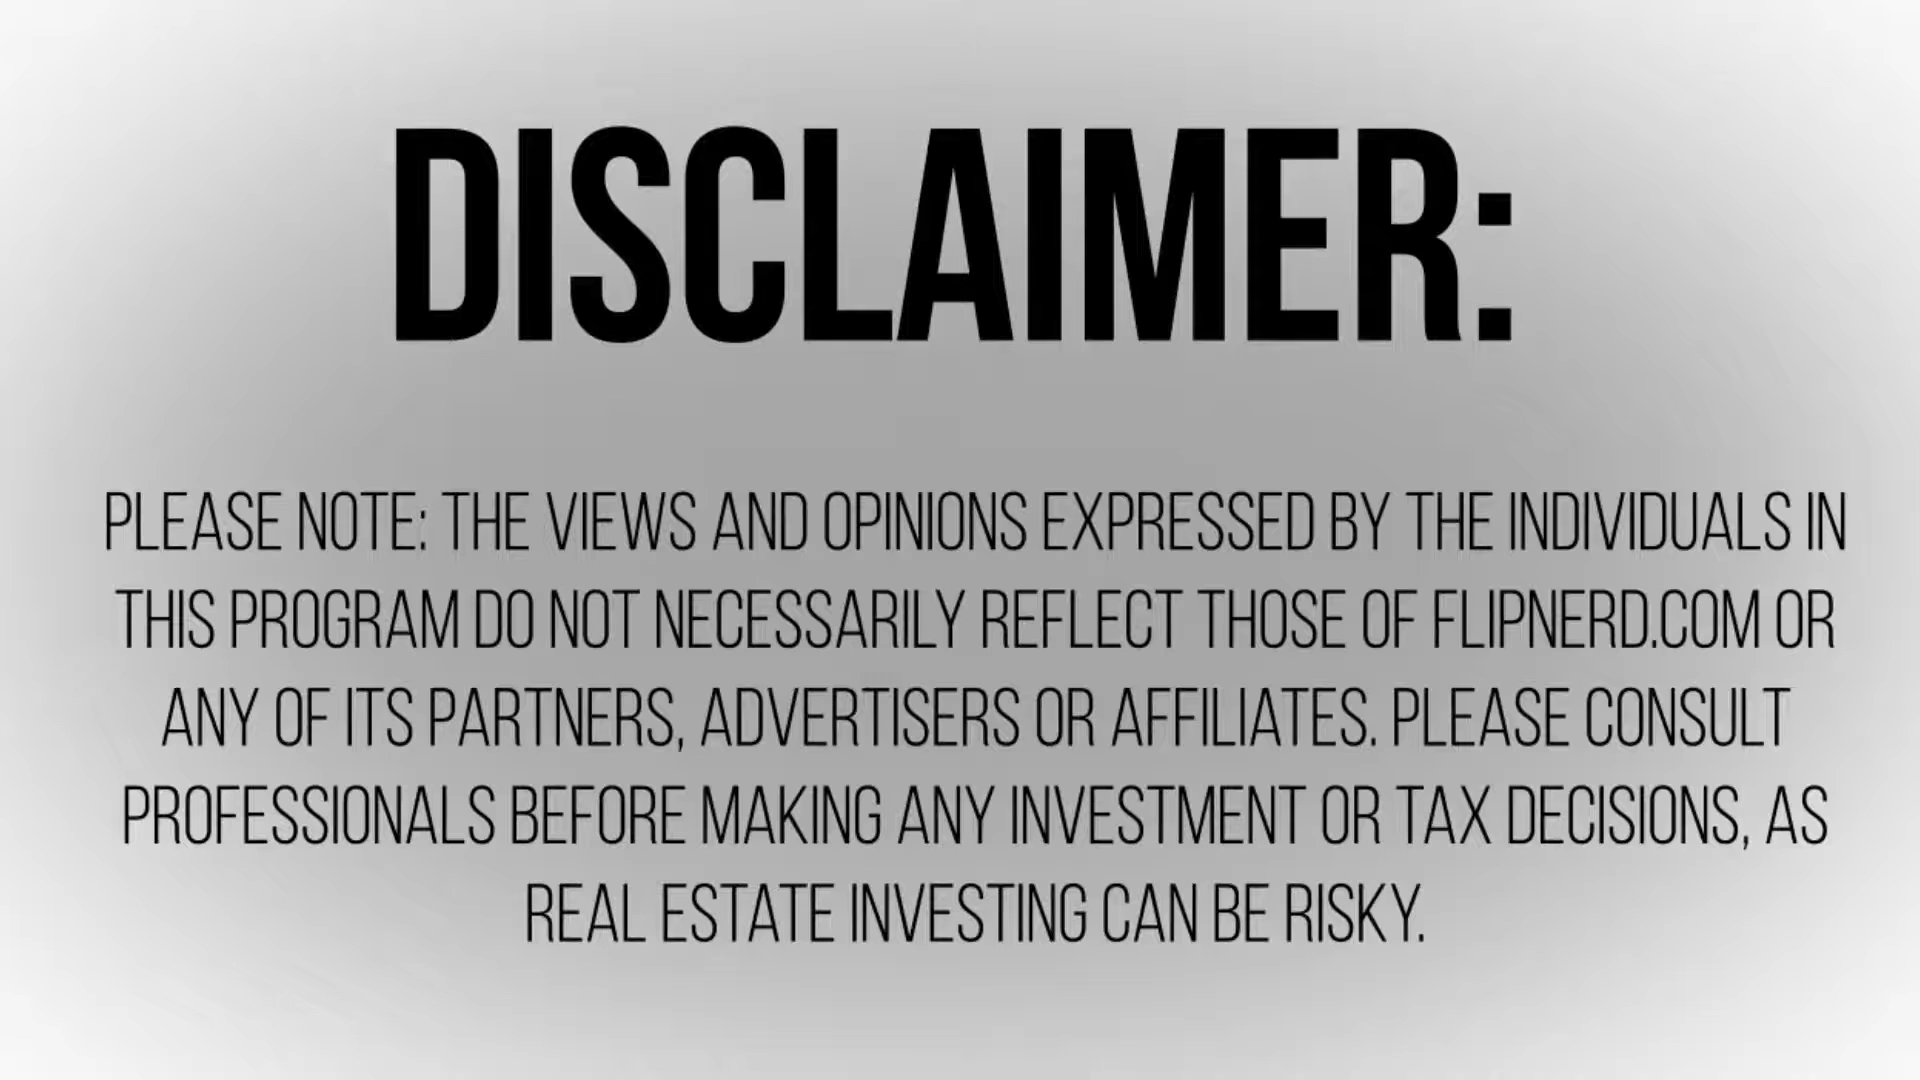 DISCLAIMER:
PLEASE NOTE: THE VIEWS AND OPINIONS EXPRESSED BY THE INDIVIDUALS IN
THIS PROGRAM DO NOT NECESSARILY REFLECT THOSE OF FLIPNERD.COM OR
ANY OF ITS PARTNERS, ADVERTISERS OR AFFILIATES. PLEASE CONSULT
PROFESSIONALS BEFORE MAKING ANY INVESTMENT OR TAX DECISIONS, AS
REAL ESTATE INVESTING CAN BE RISKY.